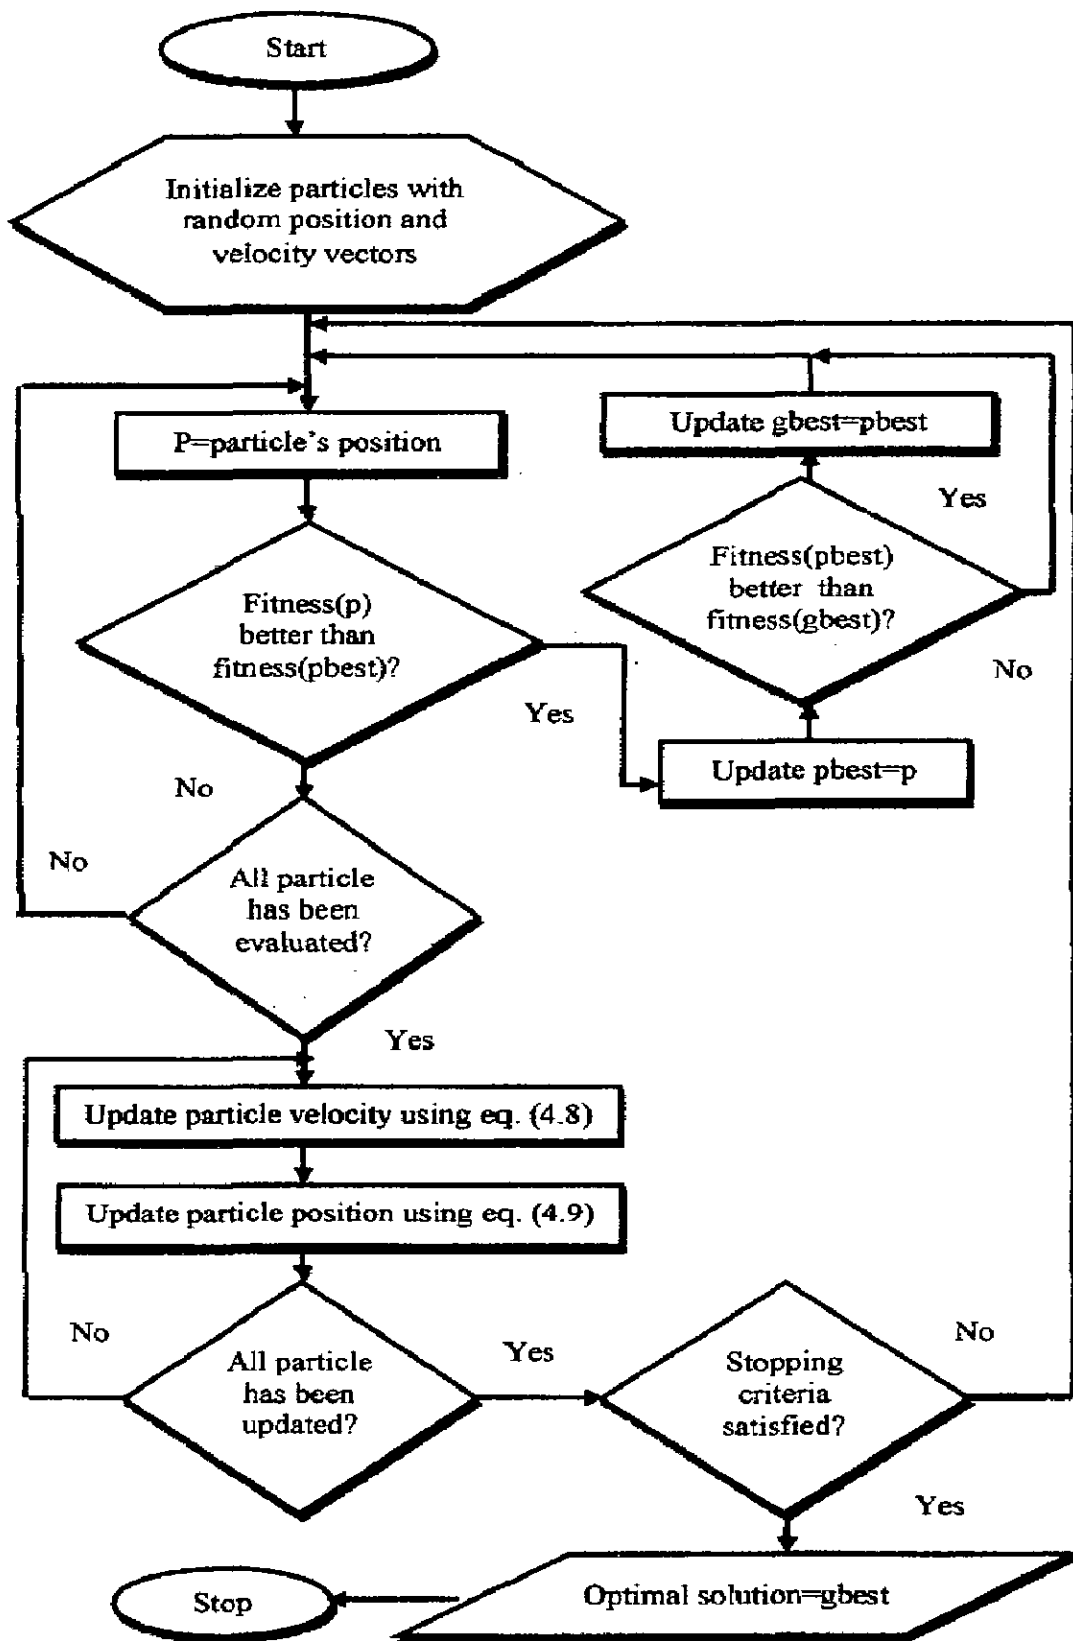 Start
Initialize particles with
random position and
velocity vectors
P=particle's position
Update gbest=pbest
Yes
Fitness(pbest)
better than
fitness(gbest)?
No
Fitness(p)
better than
fitness(pbest)?
Yes
Update pbest=p
No
No
All particle
has been
evaluated?
Yes
Update particle velocity using eq. (4.8)
Update particle position using eq. (4.9)
No
All particle
has been
updated?
Yes
Stopping
criteria
satisfied?
No
Yes
Optimal solution=gbest
Stop